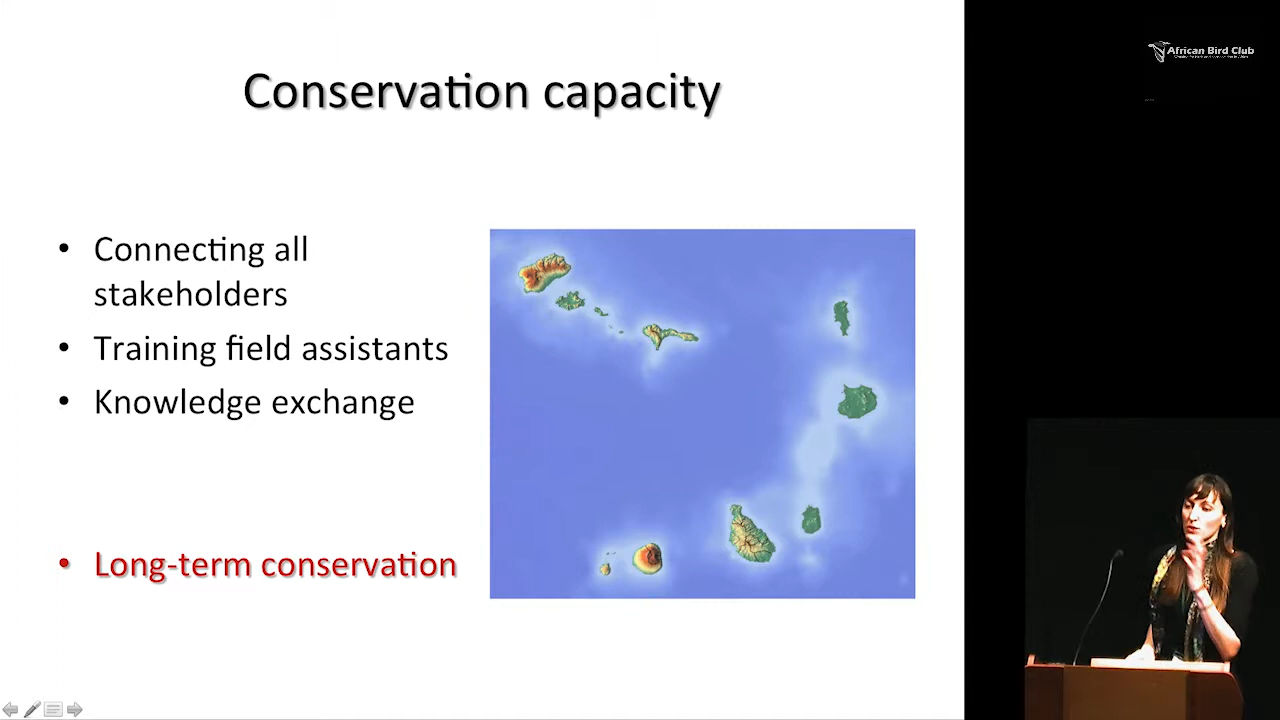 Conservation capacity
• Connecting all
stakeholders
• Training field assistants
• Knowledge exchange
• Long-term conservation
African Bird Club